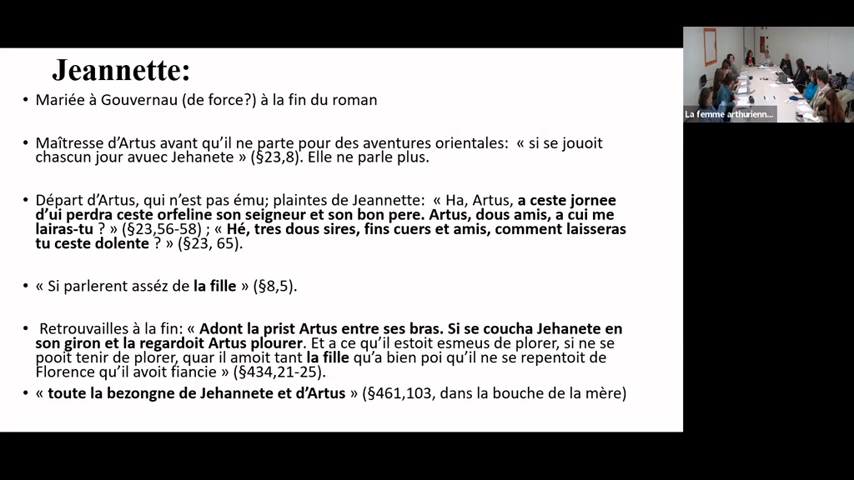 Jeannette:
• Mariée à Gouvernau (de force?) à la fin du roman
• Maîtresse d'Artus avant qu'il ne parte pour des aventures orientales: « si se jouoit
chascun jour avuec Jehanete » (§23,8). Elle ne parle plus.
• Départ d'Artus, qui n'est pas ému; plaintes de Jeannette: « Ha, Artus, a ceste jornee
d'ui perdra ceste orfeline son seigneur et son bon pere. Artus, dous amis, a cui me
lairas-tu ? » (§23,56-58) ; « Hé, tres dous sires, fins cuers et amis, comment laisseras
tu ceste dolente ? » (§23, 65).
• « Si parlerent asséz de la fille » (§8,5).
• Retrouvailles à la fin: « Adont la prist Artus entre ses bras. Si se coucha Jehanete en
son giron et la regardoit Artus plourer. Et a ce qu'il estoit esmeus de plorer, si ne se
pooit tenir de plorer, quar il amoit tant la fille qu'a bien poi qu'il ne se repentoit de
Florence qu'il avoit fiancie » (§434,21-25).
• « toute la bezongne de Jehannete et d'Artus » (§461,103, dans la bouche de la mère)
La femme arthurienn...